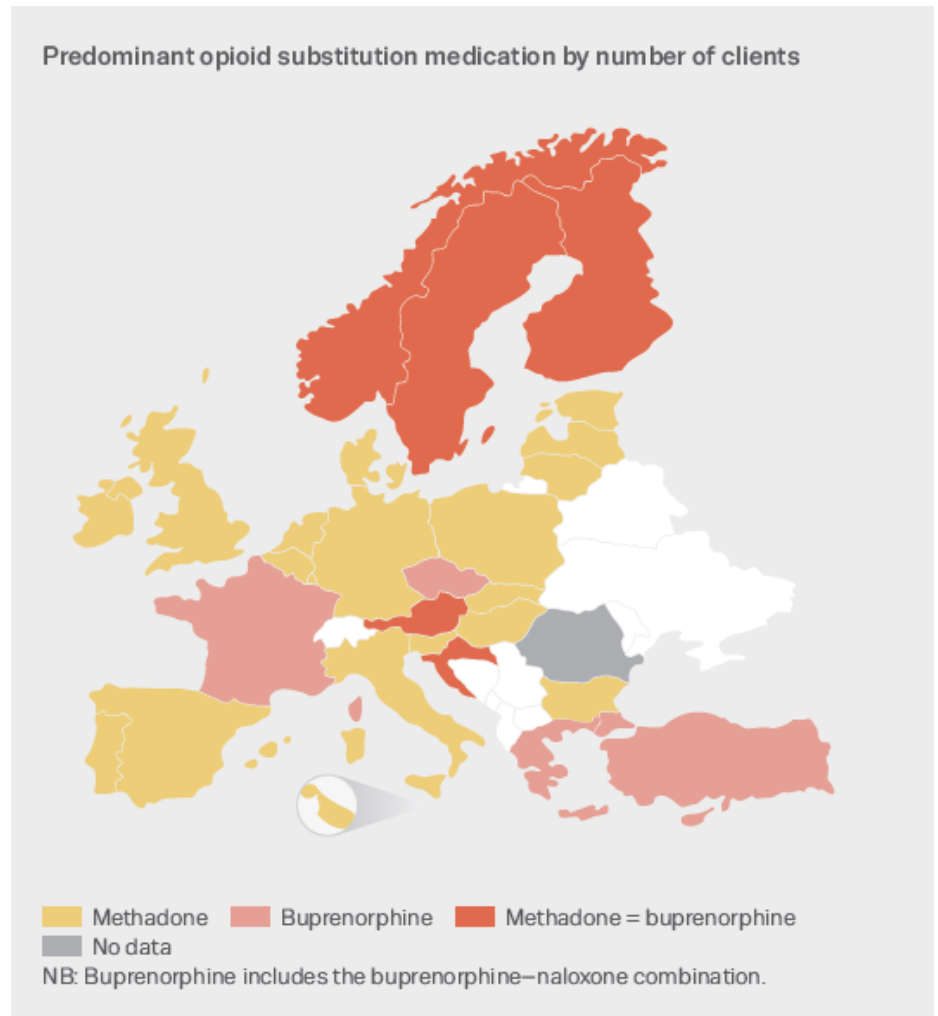 Predominant opioid substitution medication by number of clients
Methadone Buprenorphine Methadone = buprenorphine
No data
NB: Buprenorphine includes the buprenorphine–naloxone combination.